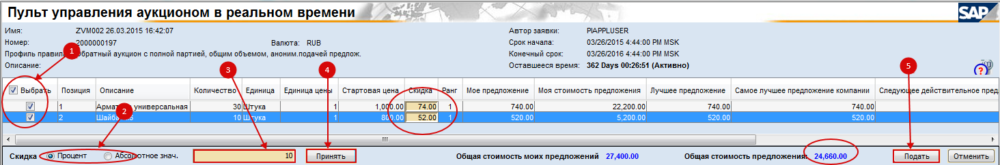 Пульт управления аукционом в реальном времени
SAP
Имя: ZVM002 26.03.2015 16:42:07 Автор заявки: PIAPPLUSER
Номер: 2000000197 Валюта: RUB Срок начала: 03/26/2015 4:44:00 PM MSK
Профиль правила: Обратный аукцион с полной партией, общим объемом, аноним.подачей предлож. Конечный срок: 03/26/2016 4:44:00 PM MSK
Описание: Оставшееся время: 362 Days 00:26:51 (Активно)
1 3 4 5
?
Выбрать Позиция Описание Количество Единица Единица цены Стартовая цена Скидка Ранг Мое предложение Моя стоимость предложения Лучшее предложение Самое лучшее предложение компании Следующее действительное пред
1 универсальная 30 Штука 1 1,000.00 74.00 1 740.00 22,200.00 740.00 740.00
2
2 10 Штука 1 800.00 52.00 1 520.00 5,200.00 520.00 520.00
Скидка Процент Абсолютное знач. 10 Принять Общая стоимость моих предложений 27,400.00 Общая стоимость предложения: 24,660.00 Подать Отменить